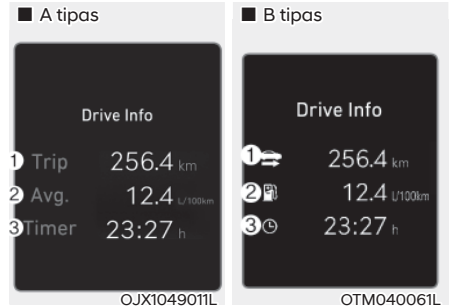 ■ A tipas
Drive Info
1 Trip 256.4 km
2 Avg. 12.4 L/100km
3 Timer 23:27 h
OJX1049011L
■ B tipas
Drive Info
1 256.4 km
2 12.4 L/100km
3 23:27 h
OTM040061L